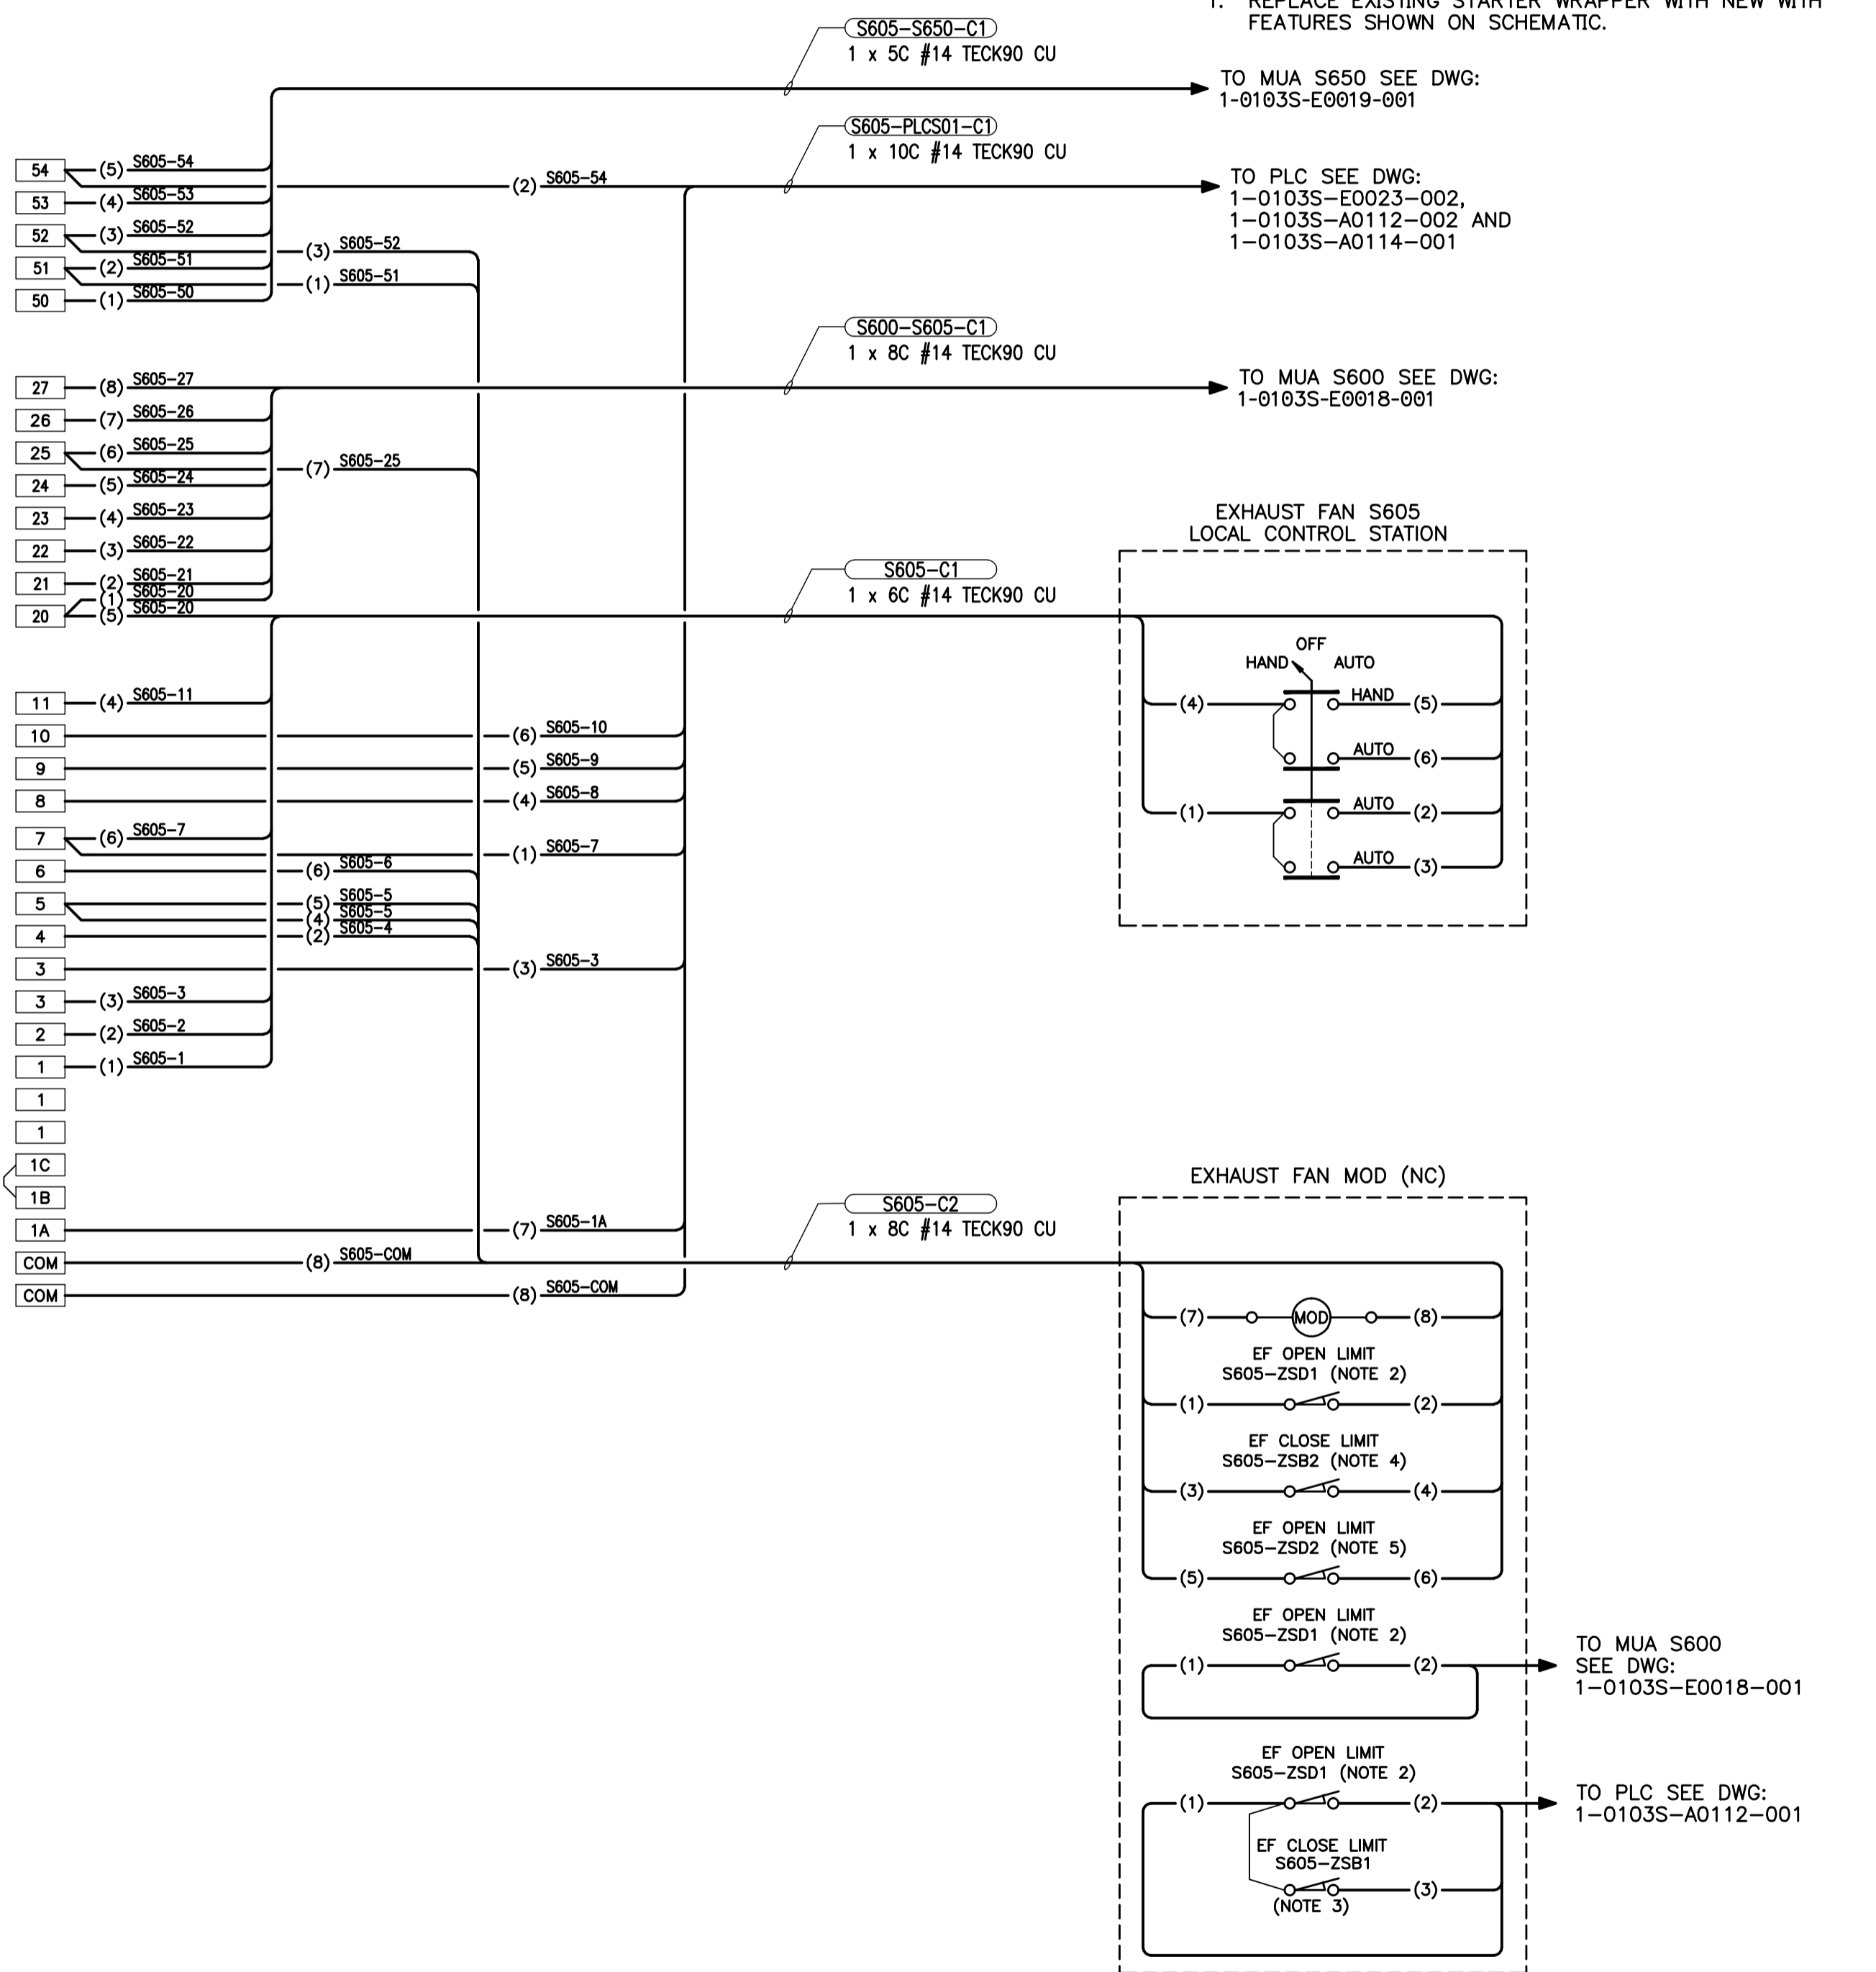 1. REPLACE EXISTING STARTER WRAPPER WITH NEW WITH
FEATURES SHOWN ON SCHEMATIC.
S605-S650-C1
1 x 5C #14 TECK90 CU
TO MUA S650 SEE DWG:
1-0103S-E0019-001
S605-PLCS01-C1
1 x 10C #14 TECK90 CU
TO PLC SEE DWG:
1-0103S-E0023-002,
1-0103S-A0112-002 AND
1-0103S-A0114-001
54 (5) S605-54
(2) S605-54
53 (4) S605-53
52 (3) S605-52
(3) S605-52
51 (2) S605-51
(1) S605-51
50 (1) S605-50
S600-S605-C1
1 x 8C #14 TECK90 CU
TO MUA S600 SEE DWG:
1-0103S-E0018-001
27 (8) S605-27
26 (7) S605-26
25 (6) S605-25
(7) S605-25
24 (5) S605-24
23 (4) S605-23
22 (3) S605-22
21 (2) S605-21
(1) S605-20
20 (5) S605-20
S605-C1
1 x 6C #14 TECK90 CU
EXHAUST FAN S605
LOCAL CONTROL STATION
OFF
HAND AUTO
(4) HAND (5)
AUTO (6)
(1) AUTO (2)
AUTO (3)
11 (4) S605-11
10 (6) S605-10
9 (5) S605-9
8 (4) S605-8
7 (6) S605-7
(1) S605-7
6 (6) S605-6
5 (5) S605-5
(4) S605-5
4 (2) S605-4
3 (3) S605-3
3 (3) S605-3
2 (2) S605-2
1 (1) S605-1
1
1
1C
1B
1A (7) S605-1A
COM (8) S605-COM
COM (8) S605-COM
S605-C2
1 x 8C #14 TECK90 CU
EXHAUST FAN MOD (NC)
(7) MOD (8)
EF OPEN LIMIT
S605-ZSD1 (NOTE 2)
(1) (2)
EF CLOSE LIMIT
S605-ZSB2 (NOTE 4)
(3) (4)
EF OPEN LIMIT
S605-ZSD2 (NOTE 5)
(5) (6)
EF OPEN LIMIT
S605-ZSD1 (NOTE 2)
(1) (2)
TO MUA S600
SEE DWG:
1-0103S-E0018-001
EF OPEN LIMIT
S605-ZSD1 (NOTE 2)
(1) (2)
TO PLC SEE DWG:
1-0103S-A0112-001
EF CLOSE LIMIT
S605-ZSB1
(3)
(NOTE 3)